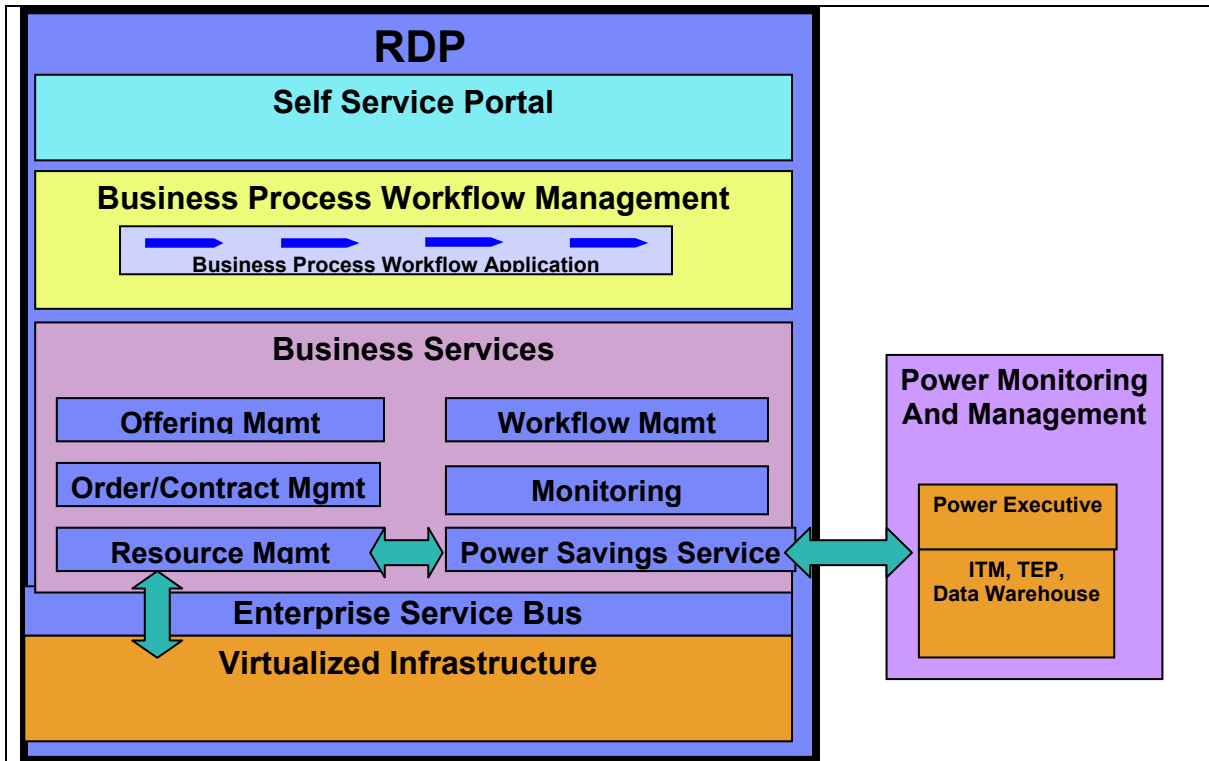 RDP
Self Service Portal
Business Process Workflow Management
Business Process Workflow Application
Business Services
Offering Mgmt
Workflow Mgmt
Order/Contract Mgmt
Monitoring
Resource Mgmt
Power Savings Service
Enterprise Service Bus
Virtualized Infrastructure
Power Monitoring
And Management
Power Executive
ITM, TEP,
Data Warehouse